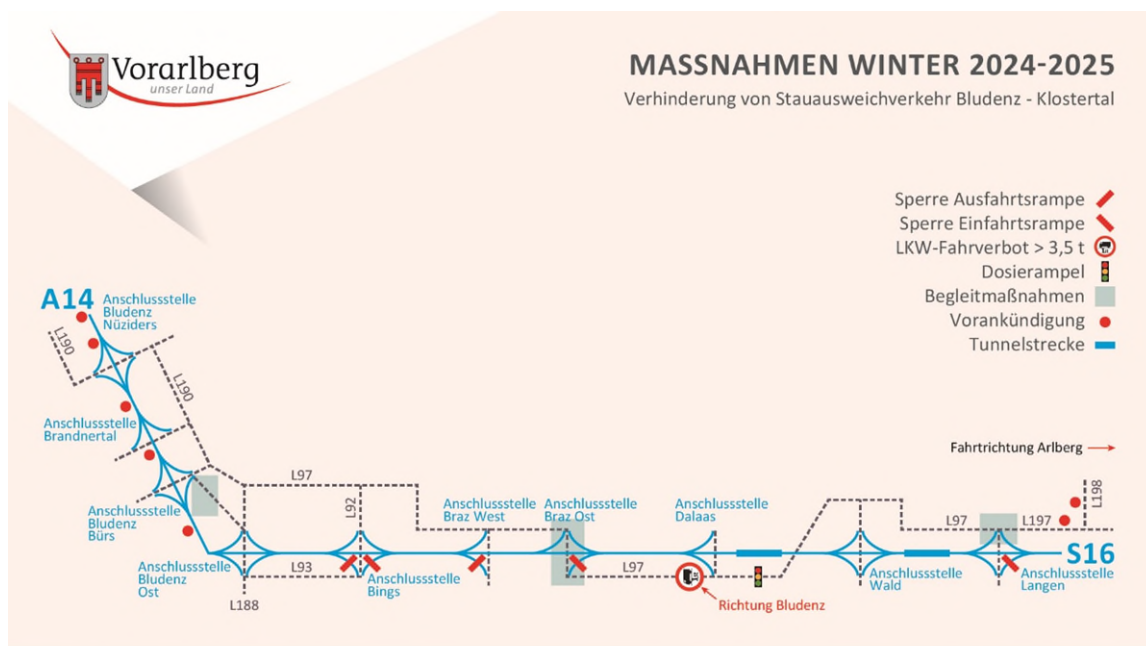 Vorarlberg
unser Land
MASSNAHMEN WINTER 2024-2025
Verhinderung von Stauausweichverkehr Bludenz - Klostertal
Sperre Ausfahrtsrampe
Sperre Einfahrtsrampe
LKW-Fahrverbot > 3,5 t
Dosierampel
Begleitmaßnahmen
Vorankündigung
Tunnelstrecke
A14
Anschlussstelle
Bludenz
Nüziders
L190
L190
Anschlussstelle
Brandnertal
Anschlussstelle
Bludenz
Bürs
Anschlussstelle
Bludenz
Ost
L188
L97
L93
L92
Anschlussstelle
Bings
Anschlussstelle
Braz West
Anschlussstelle
Braz Ost
L97
Anschlussstelle
Dalaas
Richtung Bludenz
Anschlussstelle
Wald
Fahrtrichtung Arlberg
L97
L197
L198
S16
Anschlussstelle
Langen